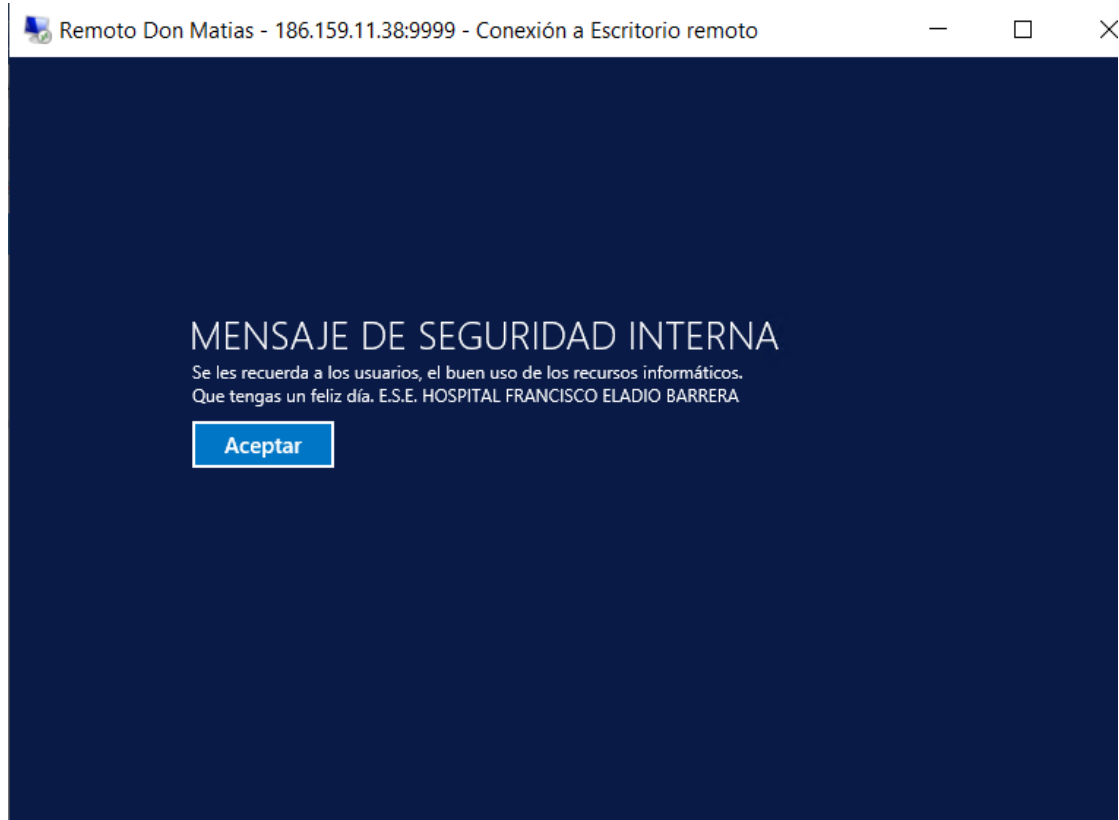 Remoto Don Matias - 186.159.11.38:9999 - Conexión a Escritorio remoto
MENSAJE DE SEGURIDAD INTERNA
Se les recuerda a los usuarios, el buen uso de los recursos informáticos.
Que tengas un feliz día. E.S.E. HOSPITAL FRANCISCO ELADIO BARRERA
Aceptar